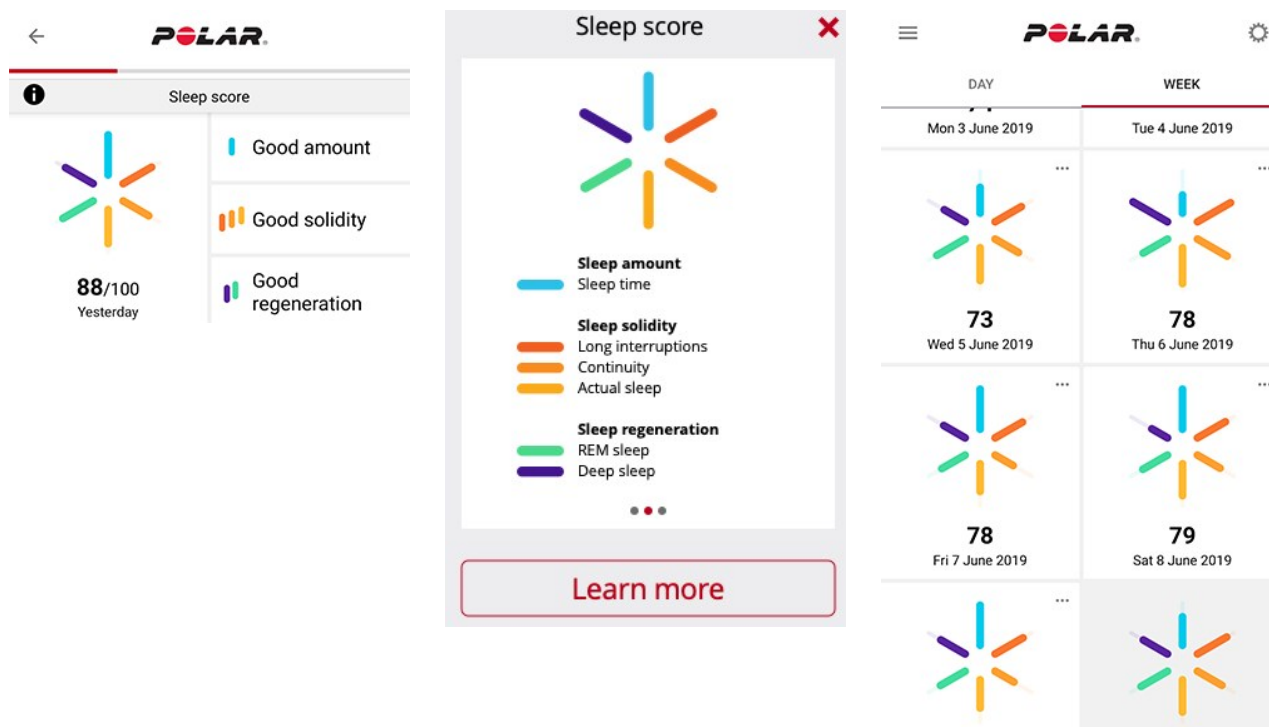 POLAR
Sleep score
Good amount
Good solidity
Good
regeneration
88/100
Yesterday
Sleep score
Sleep amount
Sleep time
Sleep solidity
Long interruptions
Continuity
Actual sleep
Sleep regeneration
REM sleep
Deep sleep
Learn more
POLAR
DAY
WEEK
Mon 3 June 2019
Tue 4 June 2019
73
Wed 5 June 2019
78
Thu 6 June 2019
78
Fri 7 June 2019
79
Sat 8 June 2019